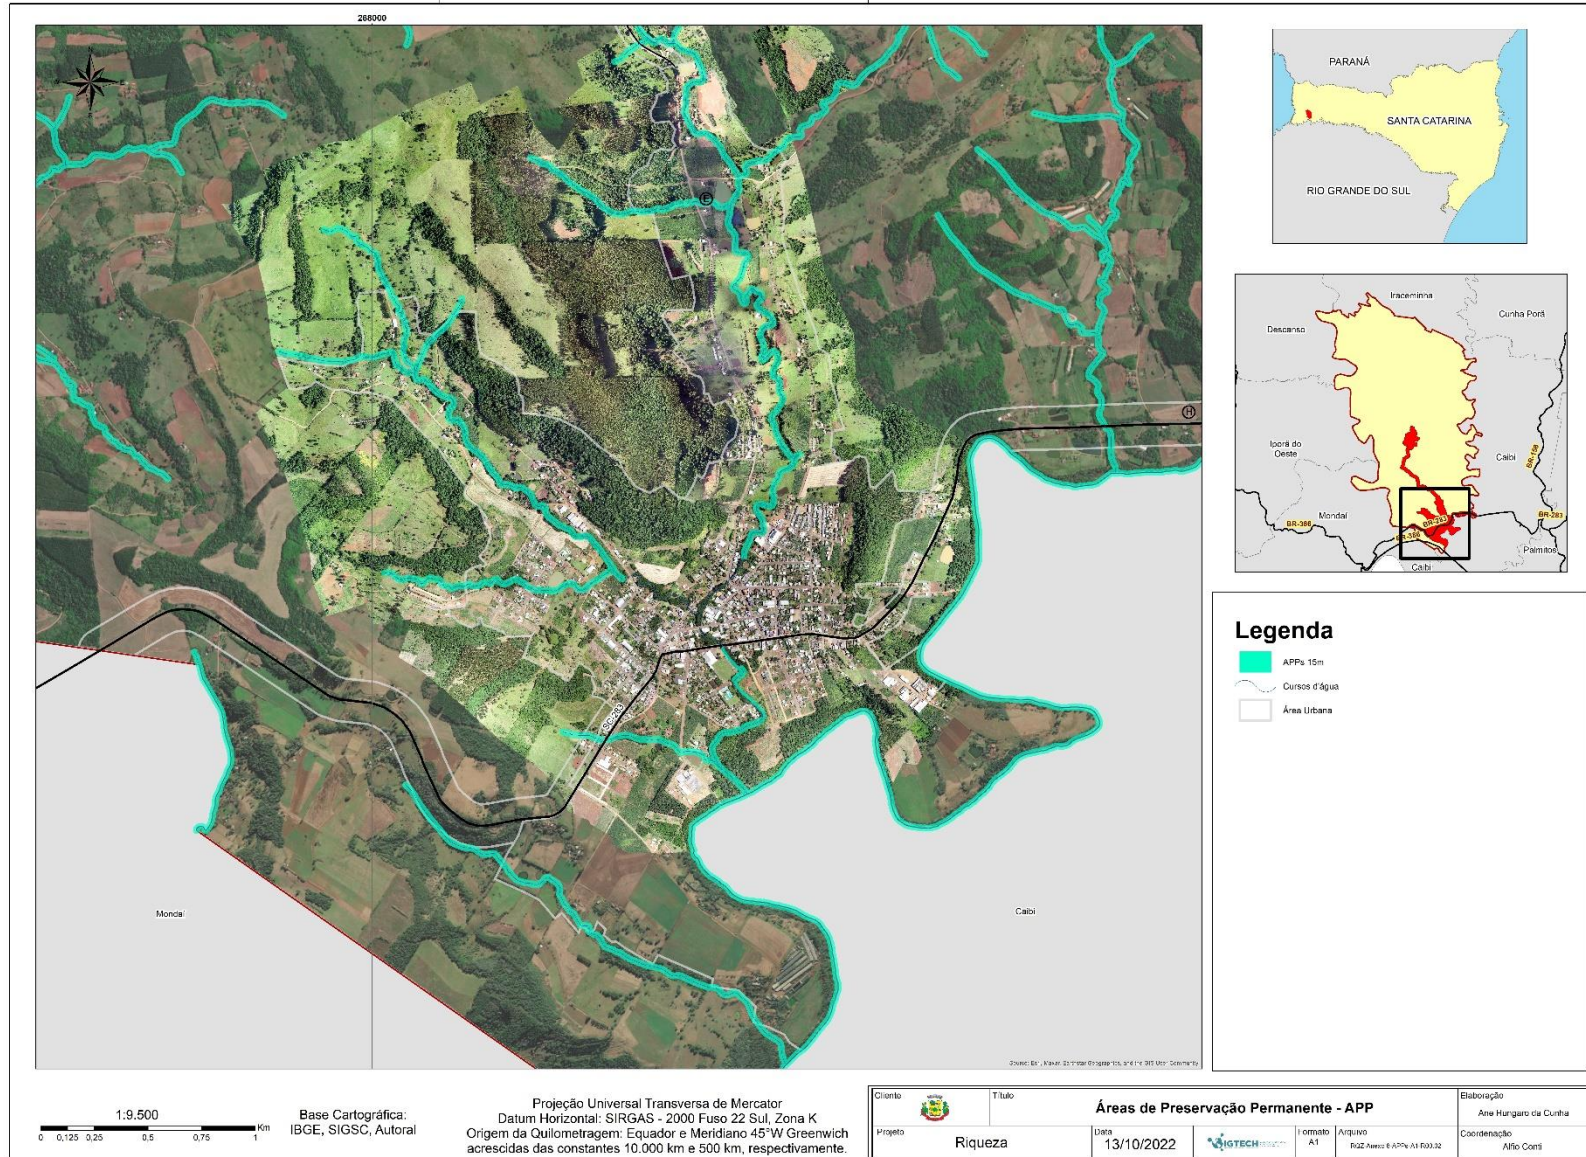 268000
N
E
E
H
SC-283
Mondaí
Caibi
PARANÁ
SANTA CATARINA
RIO GRANDE DO SUL
Iraceminha
Descanso
Cunha Porã
Iporã do
Oeste
Caibi
BR-158
Mondaí
BR-386
BR-283
BR-386
BR-283
Palmitos
Caibi
Legenda
APPs 15m
Cursos d'água
Área Urbana
1:9.500
0 0,125 0,25 0,5 0,75 1 Km
Base Cartográfica:
IBGE, SIGSC, Autoral
Projeção Universal Transversa de Mercator
Datum Horizontal: SIRGAS - 2000 Fuso 22 Sul, Zona K
Origem da Quilometragem: Equador e Meridiano 45°W Greenwich
acrescidas das constantes 10.000 km e 500 km, respectivamente.
Cliente
Título
Áreas de Preservação Permanente - APP
Elaboração
Ane Hungaro da Cunha
Projeto
Riqueza
Data
13/10/2022
IGTECH
Formato
A1
Arquivo
Coordenação
Alfio Conti